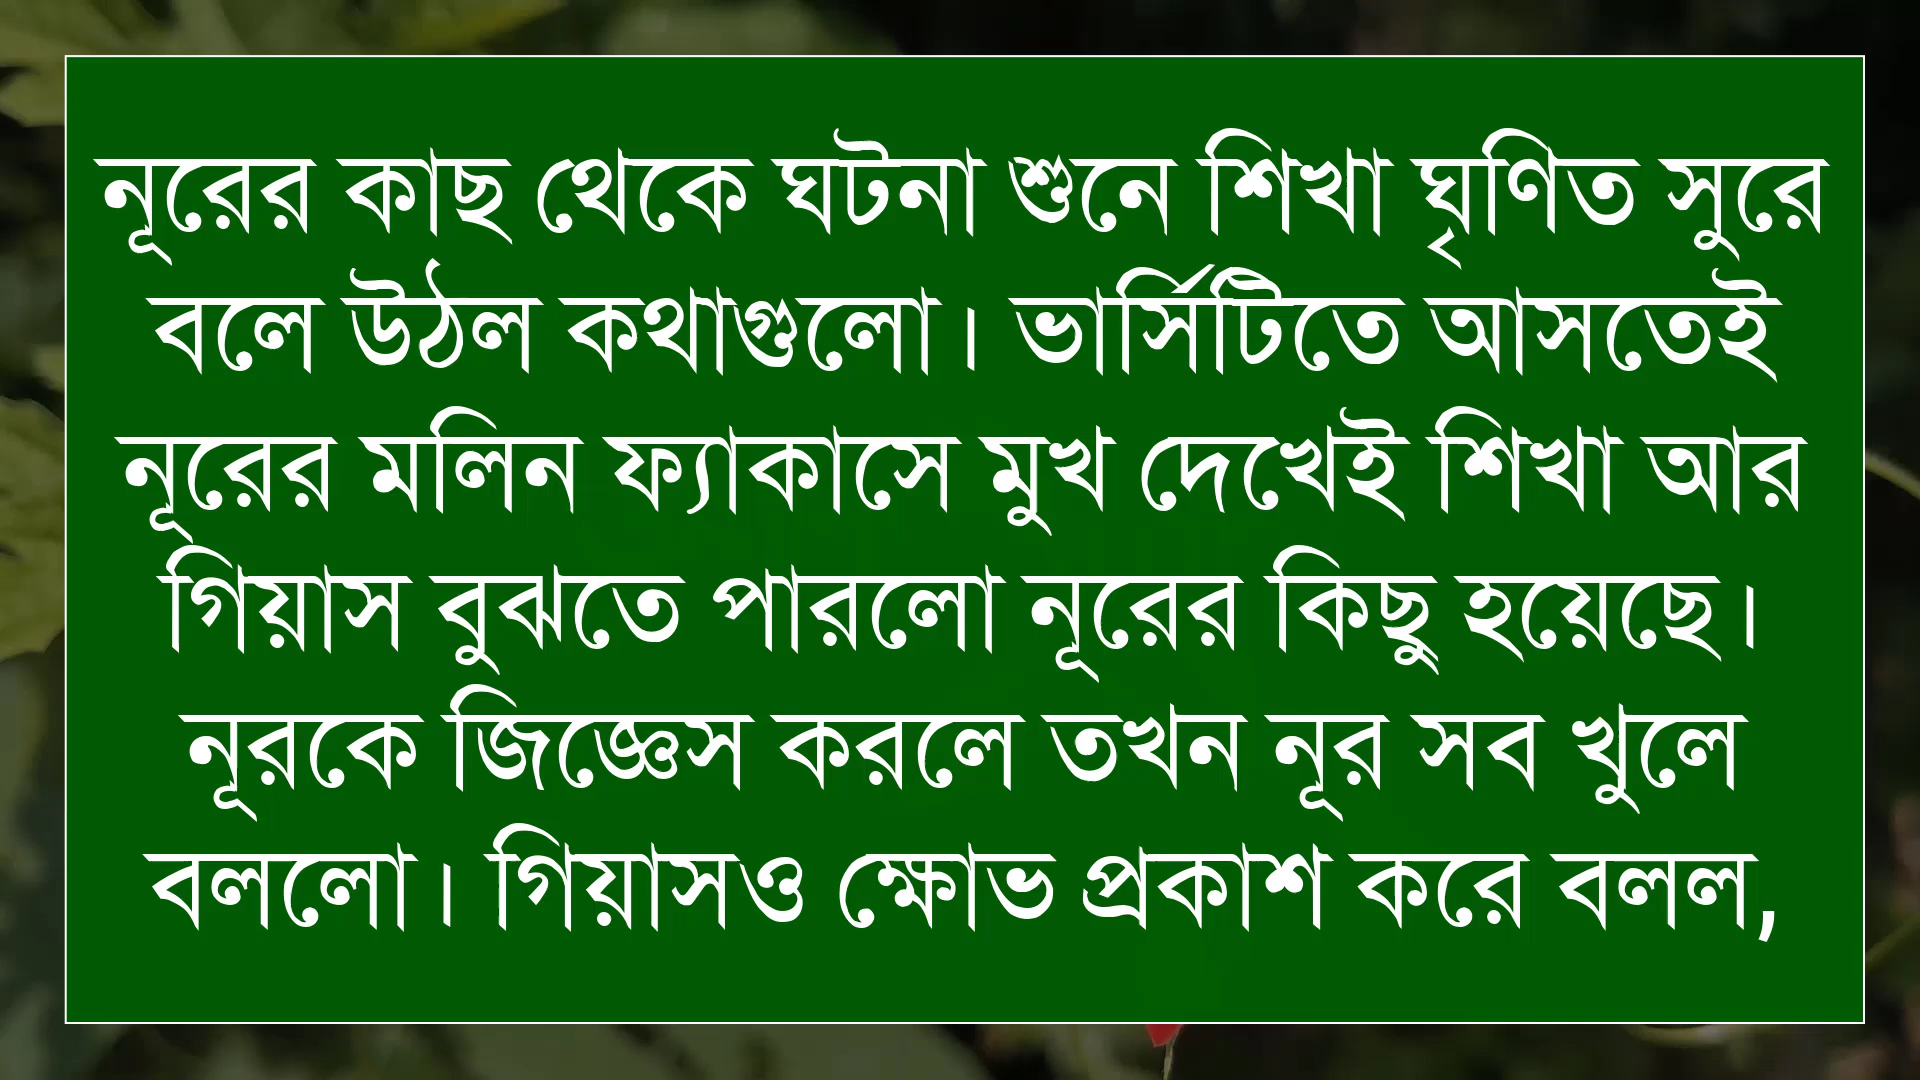 নূরের কাছ থেকে ঘটনা শুনে শিখা ঘৃণিত সুরে
বলে উঠল কথাগুলো। ভার্সিটিতে আসতেই
নূরের মলিন ফ্যাকাসে মুখ দেখেই শিখা আর
গিয়াস বুঝতে পারলো নূরের কিছু হয়েছে।
নূরকে জিজ্ঞেস করলে তখন নূর সব খুলে
বললো। গিয়াসও ক্ষোভ প্রকাশ করে বলল,